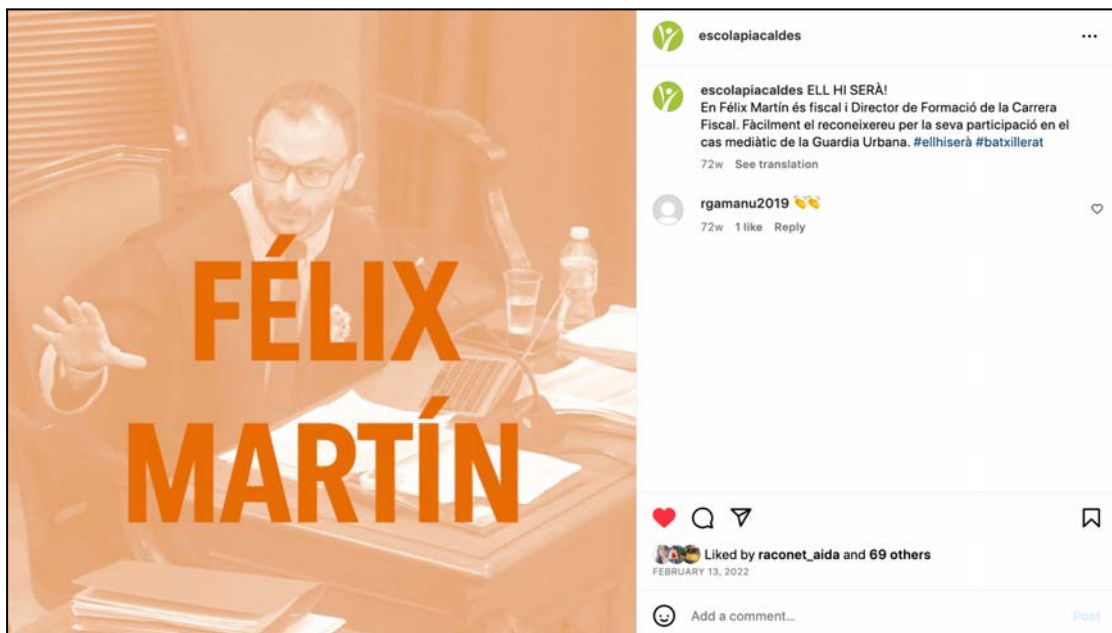 FÉLIX
MARTÍN
escolapiacaldes
escolapiacaldes ELL HI SERÀ!
En Félix Martín és fiscal i Director de Formació de la Carrera
Fiscal. Fàcilment el reconeixereu per la seva participació en el
cas mediàtic de la Guardia Urbana. #ellhiserà #batxillerat
72w See translation
rgamanu2019 👏👏
72w 1 like Reply
Liked by raconet_aida and 69 others
FEBRUARY 13, 2022
Add a comment...
Post